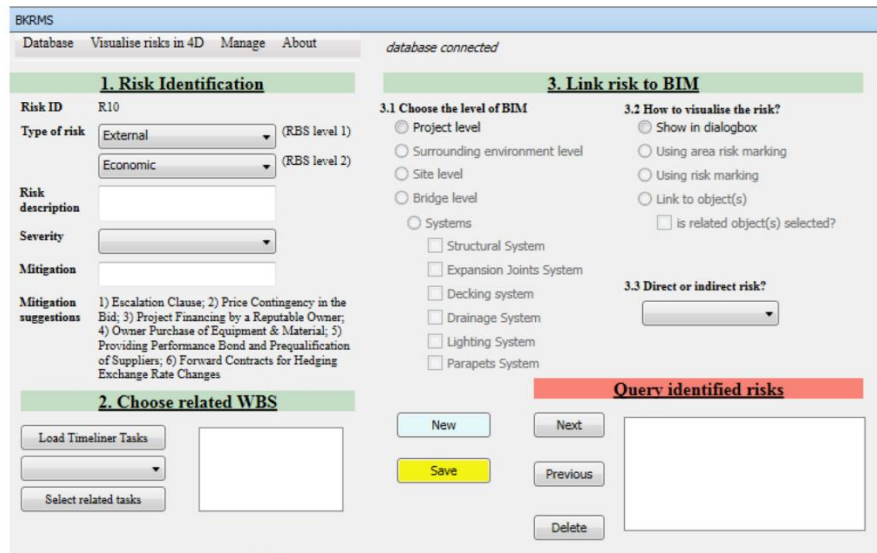 BKRMS
Database Visualise risks in 4D Manage About
database connected
1. Risk Identification
Risk ID R10
Type of risk External (RBS level 1)
Economic (RBS level 2)
Risk
description
Severity
Mitigation
Mitigation
suggestions
1) Escalation Clause; 2) Price Contingency in the
Bid; 3) Project Financing by a Reputable Owner;
4) Owner Purchase of Equipment & Material; 5)
Providing Performance Bond and Prequalification
of Suppliers; 6) Forward Contracts for Hedging
Exchange Rate Changes
2. Choose related WBS
Load Timeliner Tasks
Select related tasks
3. Link risk to BIM
3.1 Choose the level of BIM
Project level
Surrounding environment level
Site level
Bridge level
Systems
Structural System
Expansion Joints System
Decking system
Drainage System
Lighting System
Parapets System
3.2 How to visualise the risk?
Show in dialogbox
Using area risk marking
Using risk marking
Link to object(s)
is related object(s) selected?
3.3 Direct or indirect risk?
New
Save
Next
Previous
Delete
Query identified risks